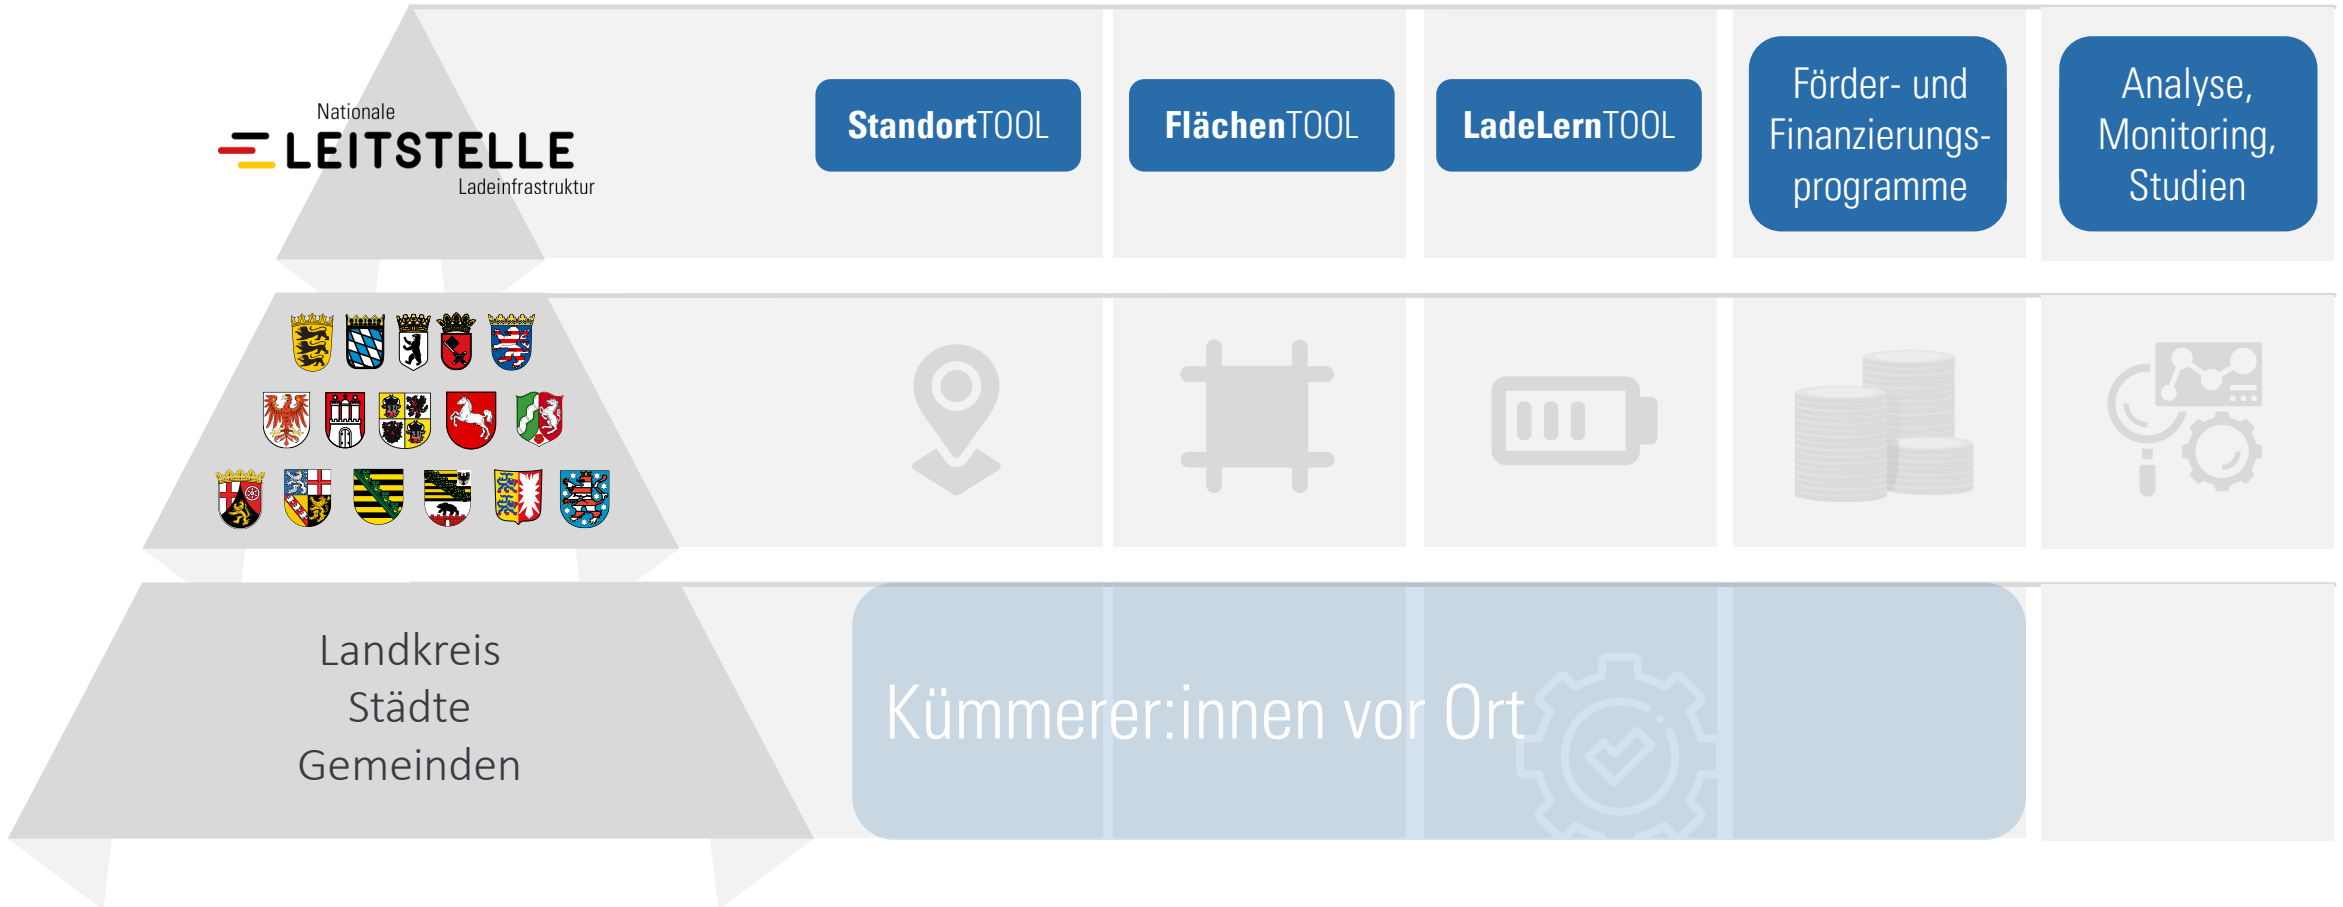 Nationale
LEITSTELLE
Ladeinfrastruktur
StandortTOOL
FlächenTOOL
LadeLernTOOL
Förder- und
Finanzierungs-
programme
Analyse,
Monitoring,
Studien
Landkreis
Städte
Gemeinden
Kümmerer:innen vor Ort